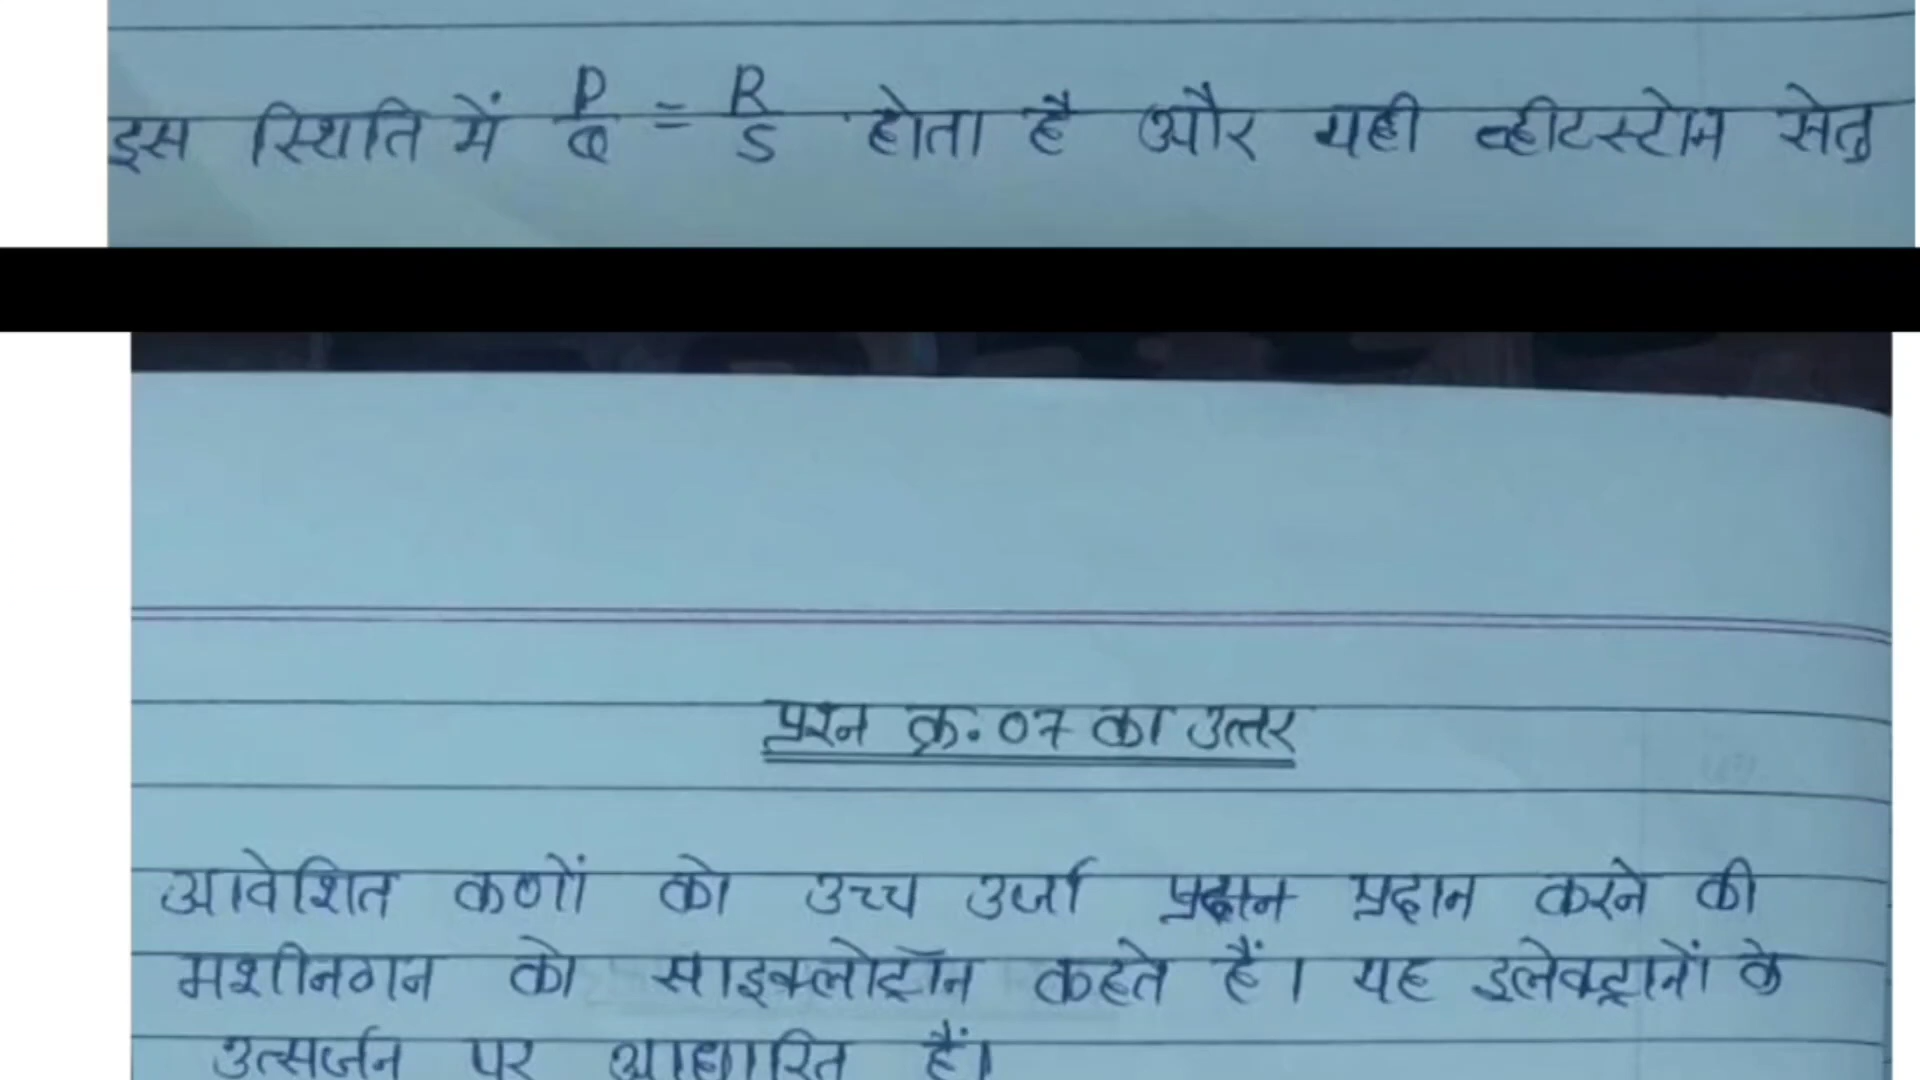 इस स्थिति में P/Q = R/S होता है और यही व्हीटस्टोन सेतु
प्रश्न क्र. 07 का उत्तर
आवेशित कणों को उच्च उर्जा प्रदान प्रदान करने की
मशीनगन को साइक्लोट्रॉन कहते हैं। यह इलेक्ट्रानों के
उत्सर्जन पर आधारित हैं।